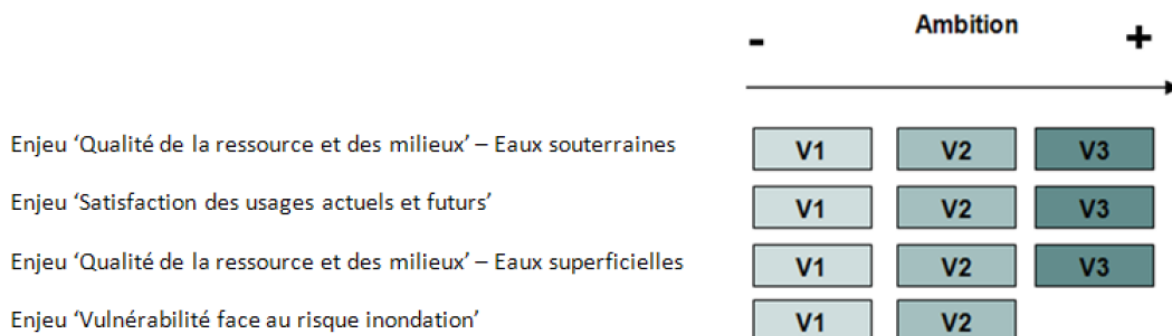 Ambition
- +
Enjeu ‘Qualité de la ressource et des milieux’ – Eaux souterraines V1 V2 V3
Enjeu ‘Satisfaction des usages actuels et futurs’ V1 V2 V3
Enjeu ‘Qualité de la ressource et des milieux’ – Eaux superficielles V1 V2 V3
Enjeu ‘Vulnérabilité face au risque inondation’ V1 V2